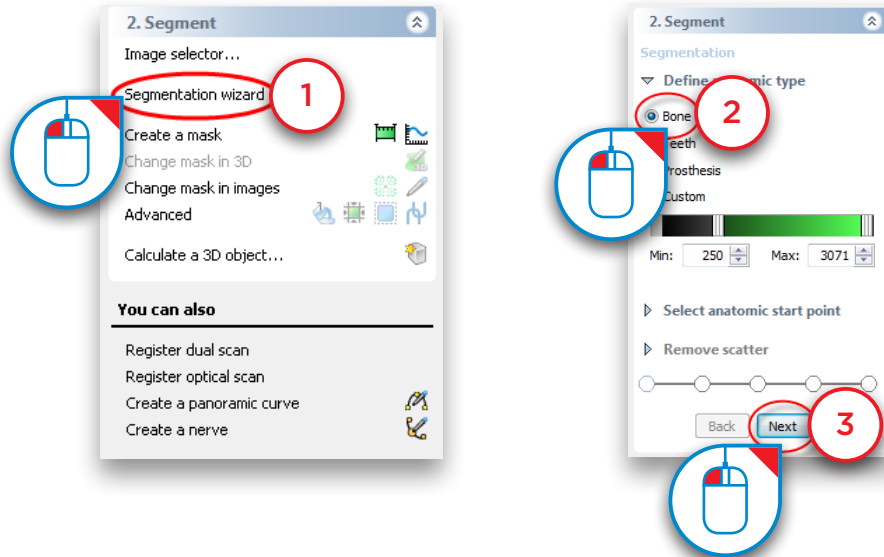 2. Segment
Image selector...
Segmentation wizard
1
Create a mask
Change mask in 3D
Change mask in images
Advanced
Calculate a 3D object...
You can also
Register dual scan
Register optical scan
Create a panoramic curve
Create a nerve
2. Segment
Segmentation
Define mic type
Bone
2
eeth
rosthesis
ustom
Min: 250 Max: 3071
Select anatomic start point
Remove scatter
Back Next
3